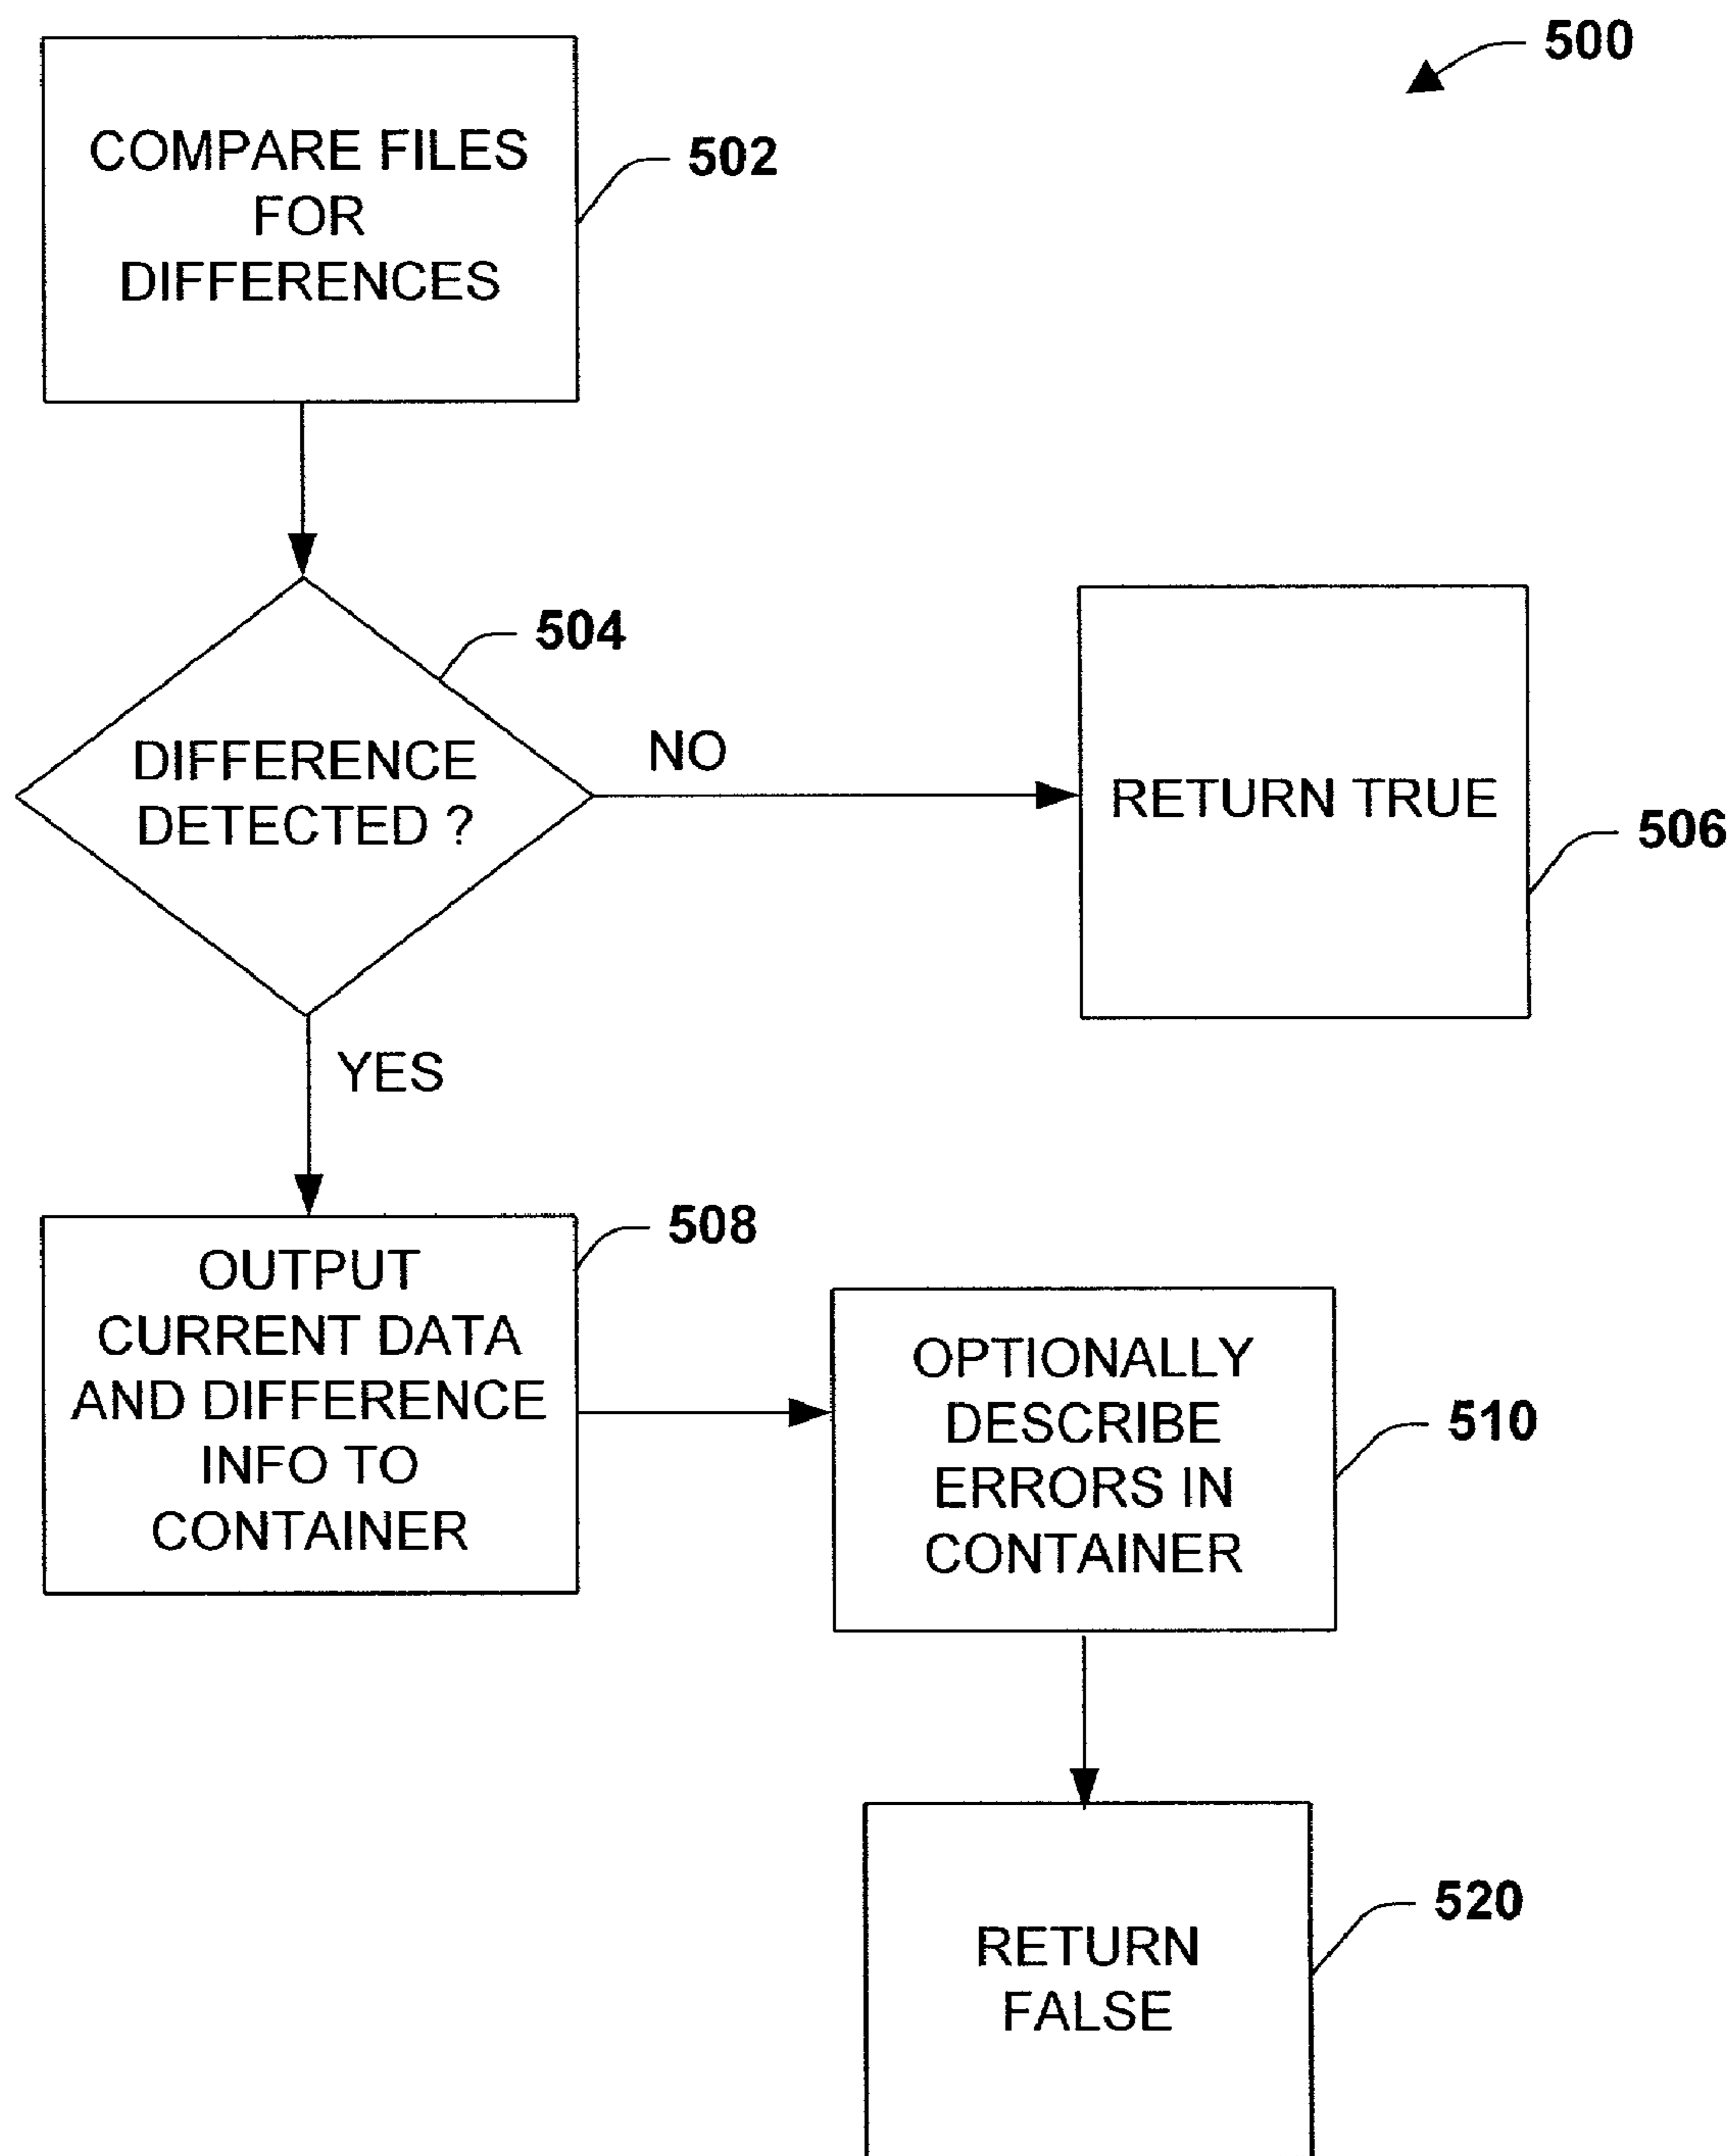 500
COMPARE FILES
FOR
DIFFERENCES
502
504
DIFFERENCE
DETECTED ?
NO
RETURN TRUE
506
YES
508
OUTPUT
CURRENT DATA
AND DIFFERENCE
INFO TO
CONTAINER
OPTIONALLY
DESCRIBE
ERRORS IN
CONTAINER
510
520
RETURN
FALSE